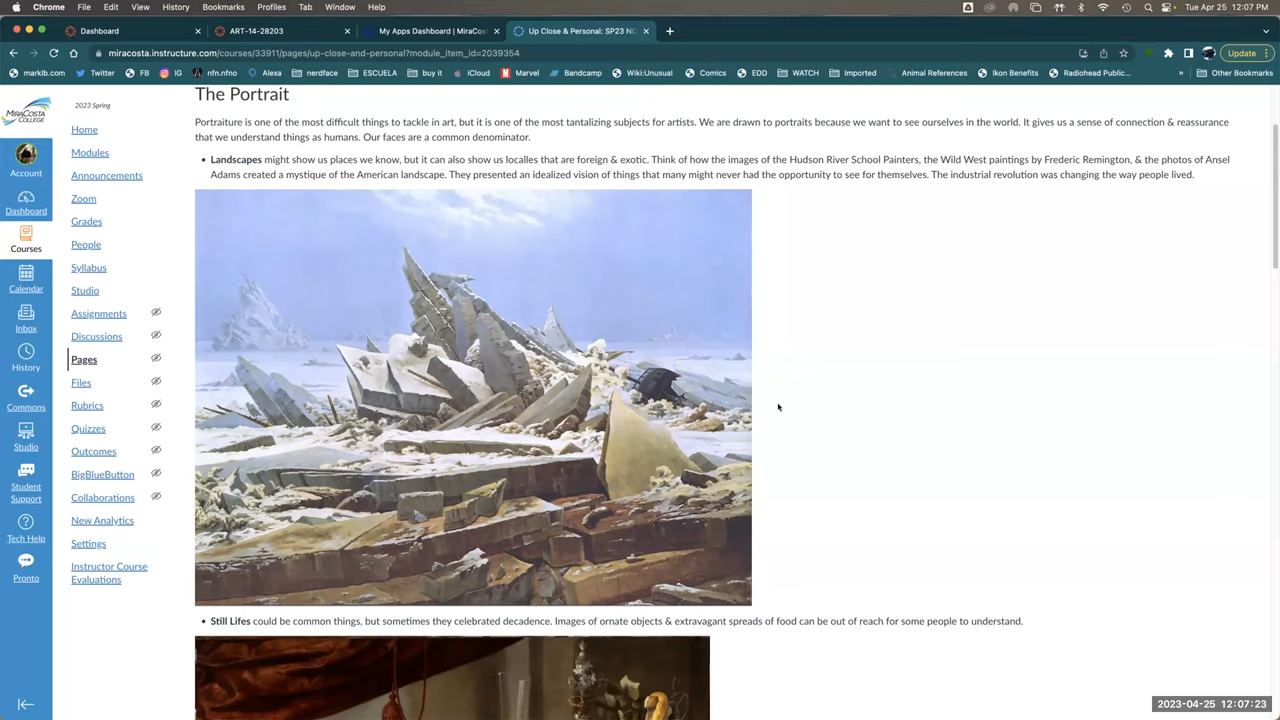 Chrome File Edit View History Bookmarks Profiles Tab Window Help
Tue Apr 25 12:07 PM
Dashboard
ART-14-28203
My Apps Dashboard | MiraCos
Up Close & Personal: SP23 NC
miracosta.instructure.com/courses/33911/pages/up-close-and-personal?module_item_id=2039354
Update
marklb.com Twitter FB IG nfn.nfno Alexa nerdface ESCUELA buy it iCloud Marvel Bandcamp Wiki:Unusual Comics EDD WATCH Imported Animal References Ikon Benefits Radiohead Public... » Other Bookmarks
MIRACOSTA
COLLEGE
Account
Dashboard
Courses
Calendar
Inbox
History
Commons
Studio
Student
Support
Tech Help
Pronto
2023 Spring
Home
Modules
Announcements
Zoom
Grades
People
Syllabus
Studio
Assignments
Discussions
Pages
Files
Rubrics
Quizzes
Outcomes
BigBlueButton
Collaborations
New Analytics
Settings
Instructor Course
Evaluations
The Portrait
Portraiture is one of the most difficult things to tackle in art, but it is one of the most tantalizing subjects for artists. We are drawn to portraits because we want to see ourselves in the world. It gives us a sense of connection & reassurance
that we understand things as humans. Our faces are a common denominator.
• Landscapes might show us places we know, but it can also show us locales that are foreign & exotic. Think of how the images of the Hudson River School Painters, the Wild West paintings by Frederic Remington, & the photos of Ansel
Adams created a mystique of the American landscape. They presented an idealized vision of things that many might never had the opportunity to see for themselves. The industrial revolution was changing the way people lived.
• Still Lifes could be common things, but sometimes they celebrated decadence. Images of ornate objects & extravagant spreads of food can be out of reach for some people to understand.
2023-04-25 12:07:23